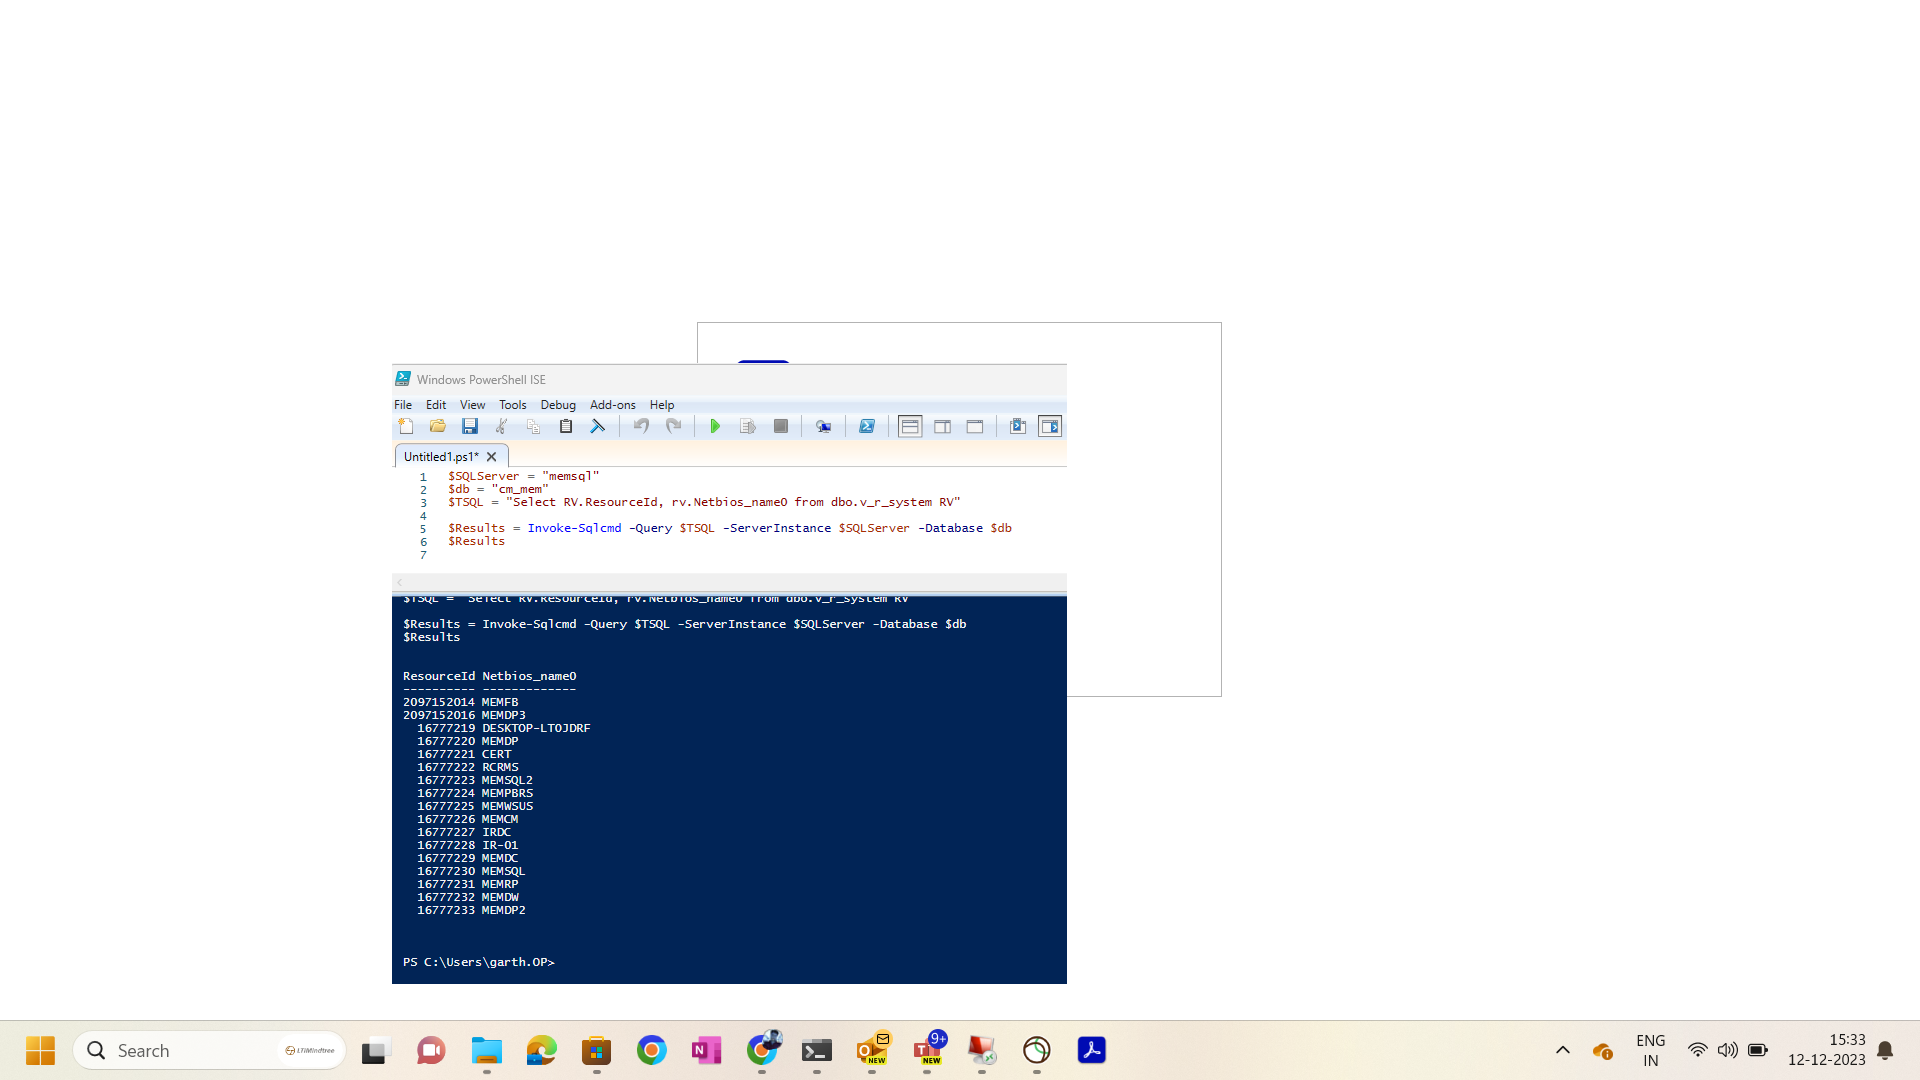 Windows PowerShell ISE
File Edit View Tools Debug Add-ons Help
Untitled1.ps1*
1 $SQLServer = "memsql"
2 $db = "cm_mem"
3 $TSQL = "Select RV.ResourceId, rv.Netbios_name0 from dbo.v_r_system RV"
4
5 $Results = Invoke-Sqlcmd -Query $TSQL -ServerInstance $SQLServer -Database $db
6 $Results
7
$TSQL = "Select RV.ResourceId, rv.Netbios_name0 from dbo.v_r_system RV"
$Results = Invoke-Sqlcmd -Query $TSQL -ServerInstance $SQLServer -Database $db
$Results
ResourceId Netbios_name0
---------- -------------
2097152014 MEMFB
2097152016 MEMDP3
16777219 DESKTOP-LT0JDRF
16777220 MEMDP
16777221 CERT
16777222 RCRMS
16777223 MEMSQL2
16777224 MEMPBRS
16777225 MEMWSUS
16777226 MEMCM
16777227 IRDC
16777228 IR-01
16777229 MEMDC
16777230 MEMSQL
16777231 MEMRP
16777232 MEMDW
16777233 MEMDP2
PS C:\Users\garth.OP>
Search LTIMindtree
NEW
9+
NEW
ENG
IN
15:33
12-12-2023